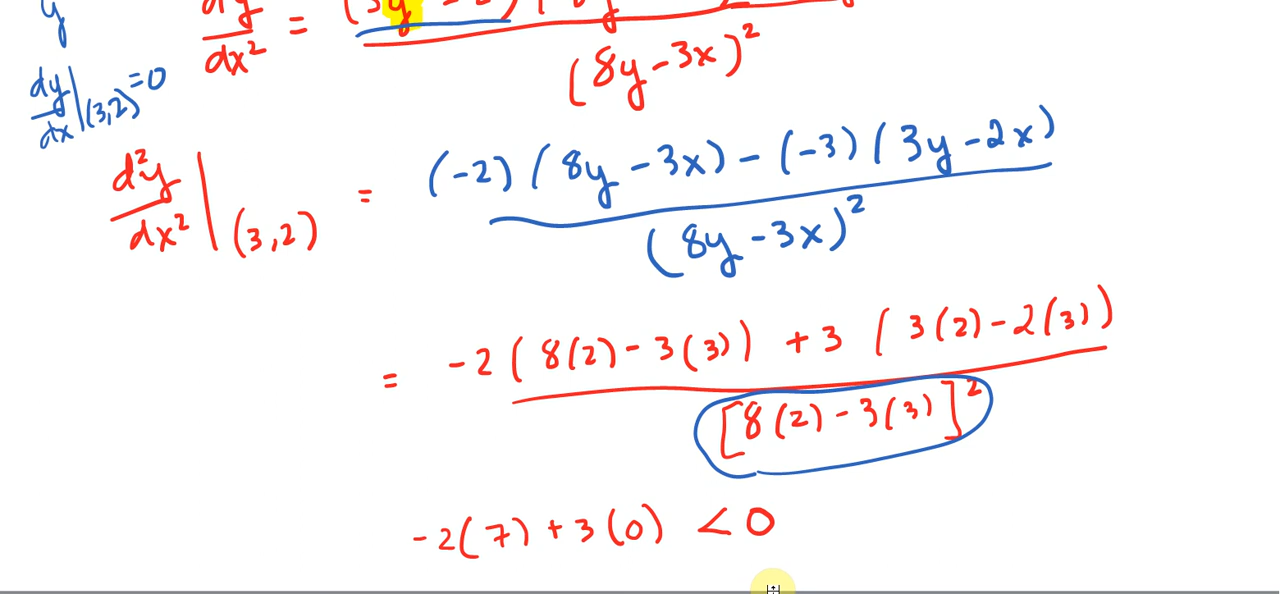 y dy/dx² = (3y
(8y-3x)²
dy/dx|(3,2) =0
d²y/dx²|(3,2) = (-2)(8y-3x)-(-3)(3y-2x)/(8y-3x)²
= -2(8(2)-3(3)) +3(3(2)-2(3))/[8(2)-3(3)]²
-2(7)+3(0) <0